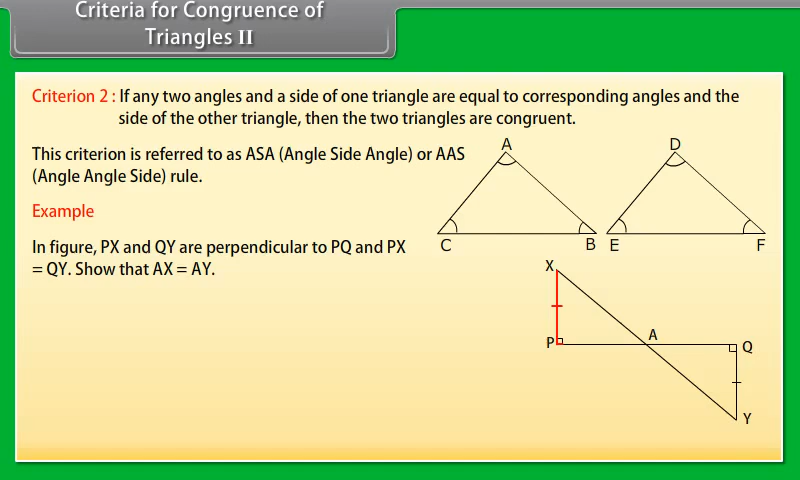 Criteria for Congruence of
Triangles II
Criterion 2 : If any two angles and a side of one triangle are equal to corresponding angles and the
side of the other triangle, then the two triangles are congruent.
This criterion is referred to as ASA (Angle Side Angle) or AAS
(Angle Angle Side) rule.
Example
In figure, PX and QY are perpendicular to PQ and PX
= QY. Show that AX = AY.
A
D
C
B
E
F
X
P
A
Q
Y